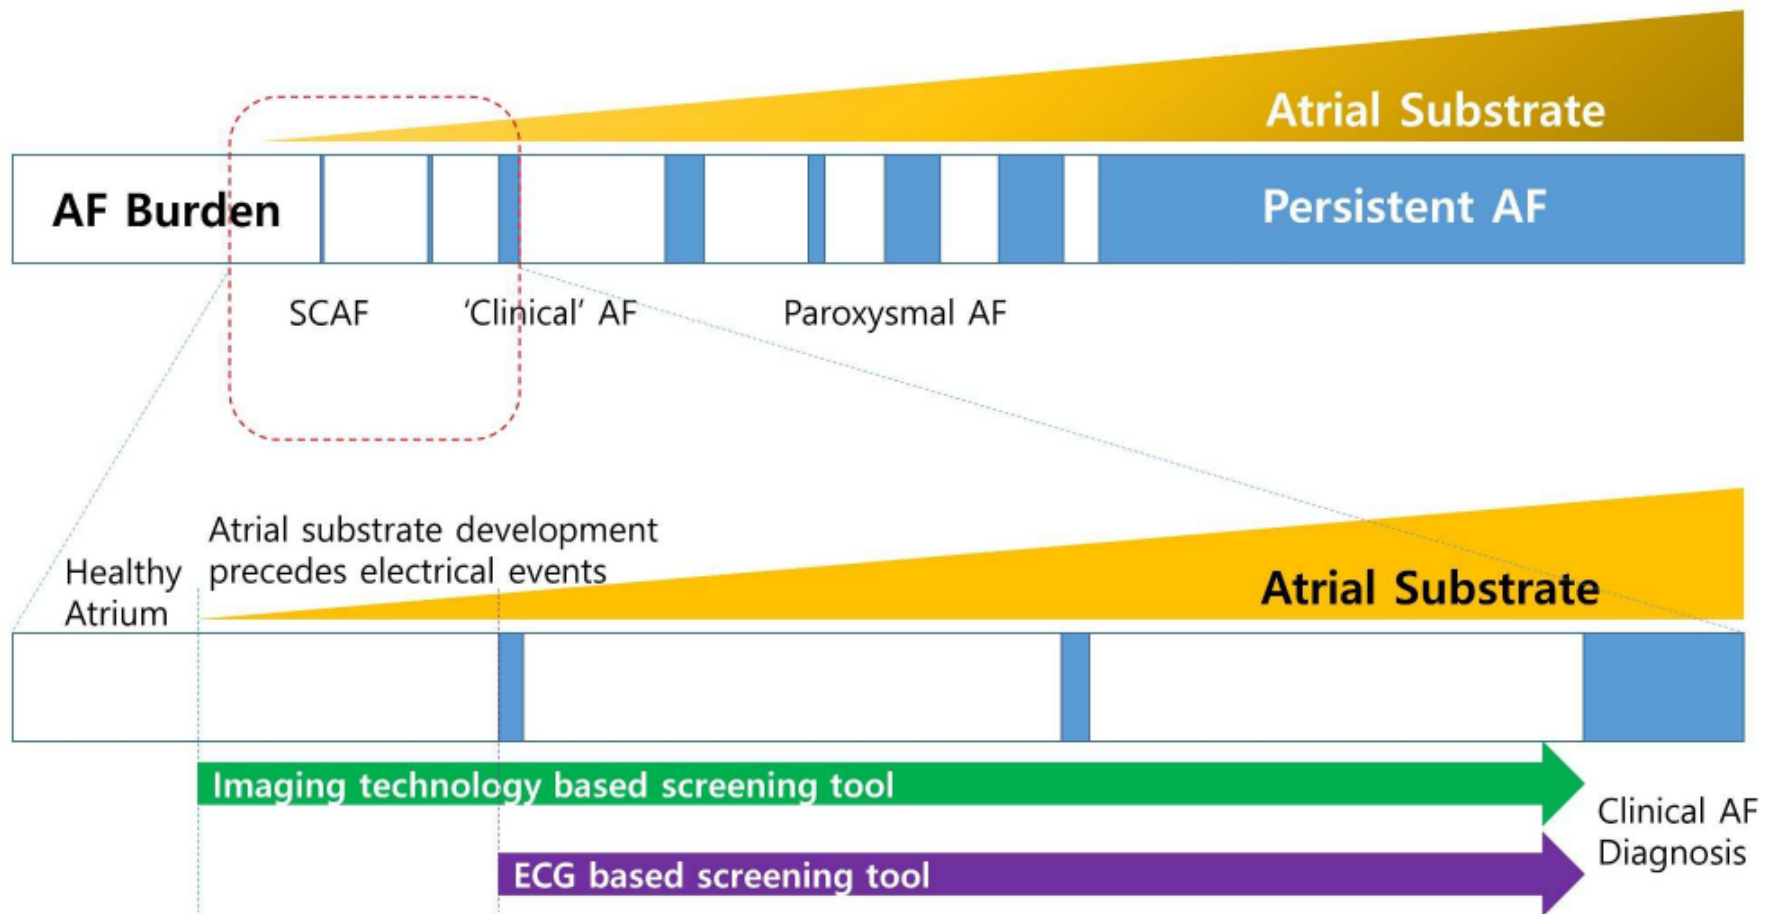 Atrial Substrate
AF Burden
Persistent AF
SCAF
‘Clinical’ AF
Paroxysmal AF
Atrial substrate development
precedes electrical events
Healthy
Atrium
Atrial Substrate
Imaging technology based screening tool
ECG based screening tool
Clinical AF
Diagnosis